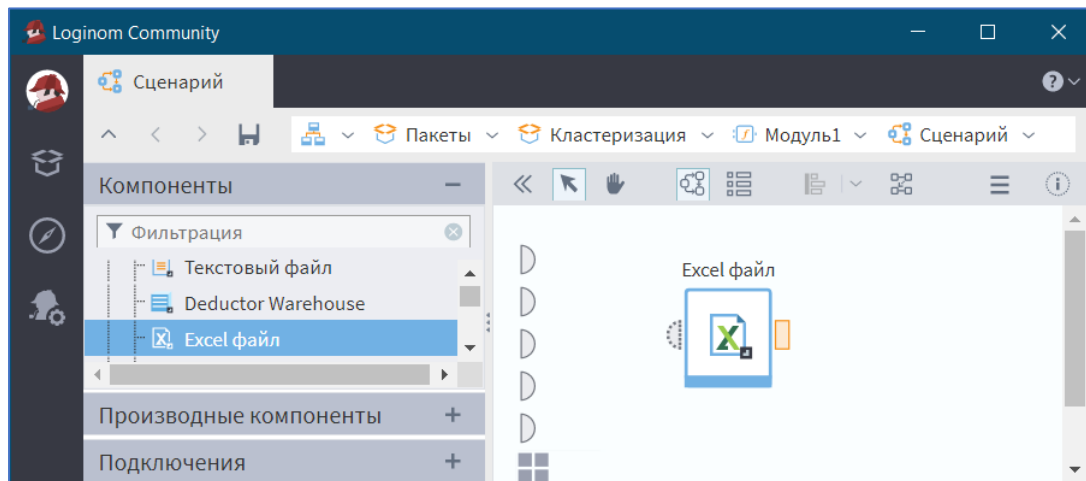 Loginom Community
Сценарий
Пакеты Кластеризация Модуль1 Сценарий
Компоненты
Фильтрация
Текстовый файл
Deductor Warehouse
Excel файл
Производные компоненты
Подключения
Excel файл